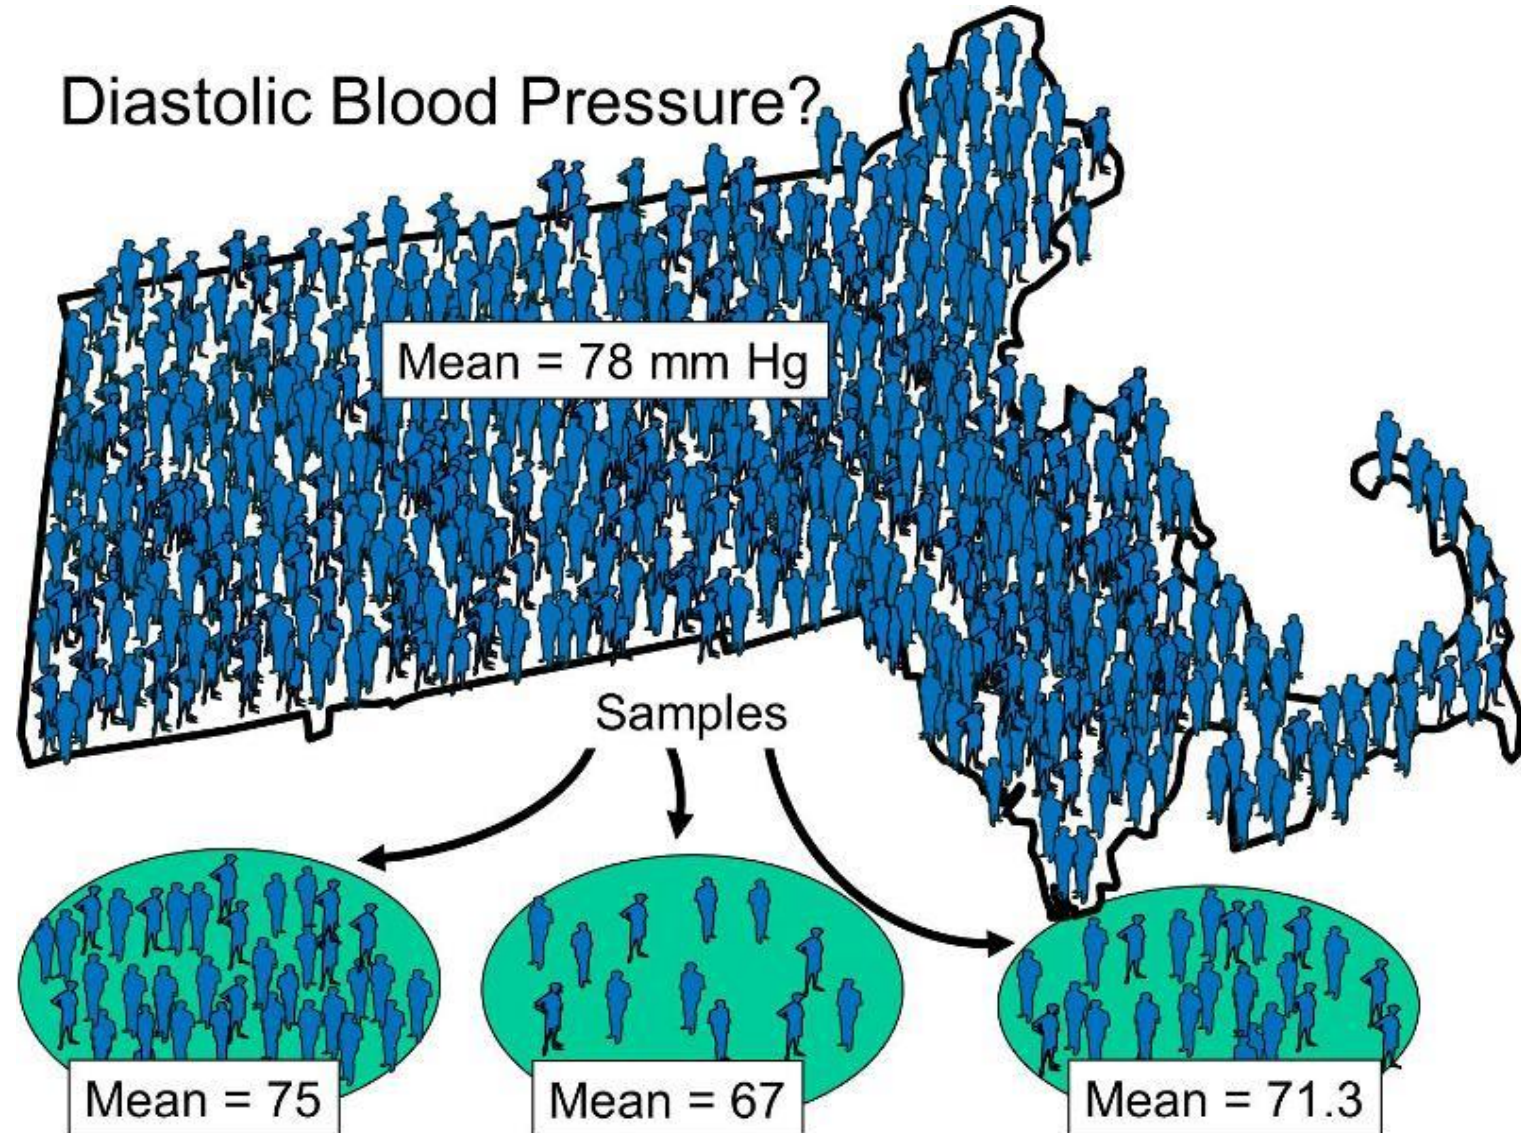 Diastolic Blood Pressure?
Mean = 78 mm Hg
Samples
Mean = 75
Mean = 67
Mean = 71.3